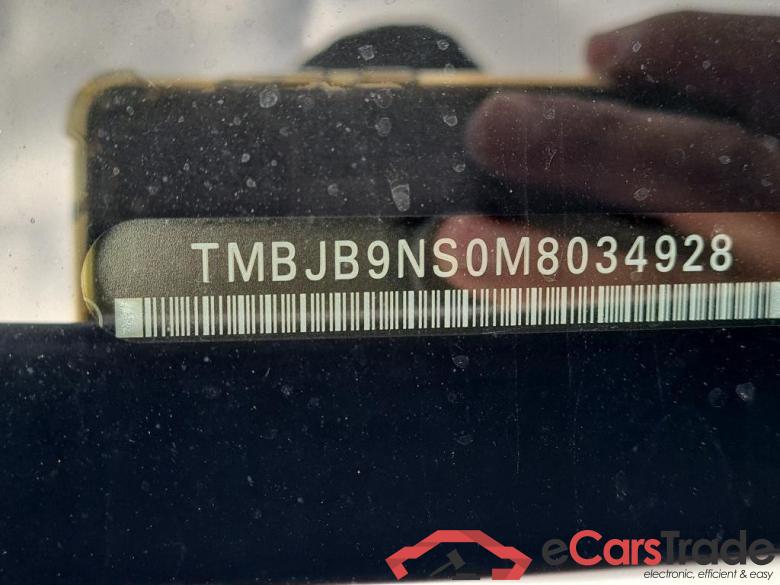 TMBJB9NS0M8034928
eCarsTrade
electronic, efficient & easy